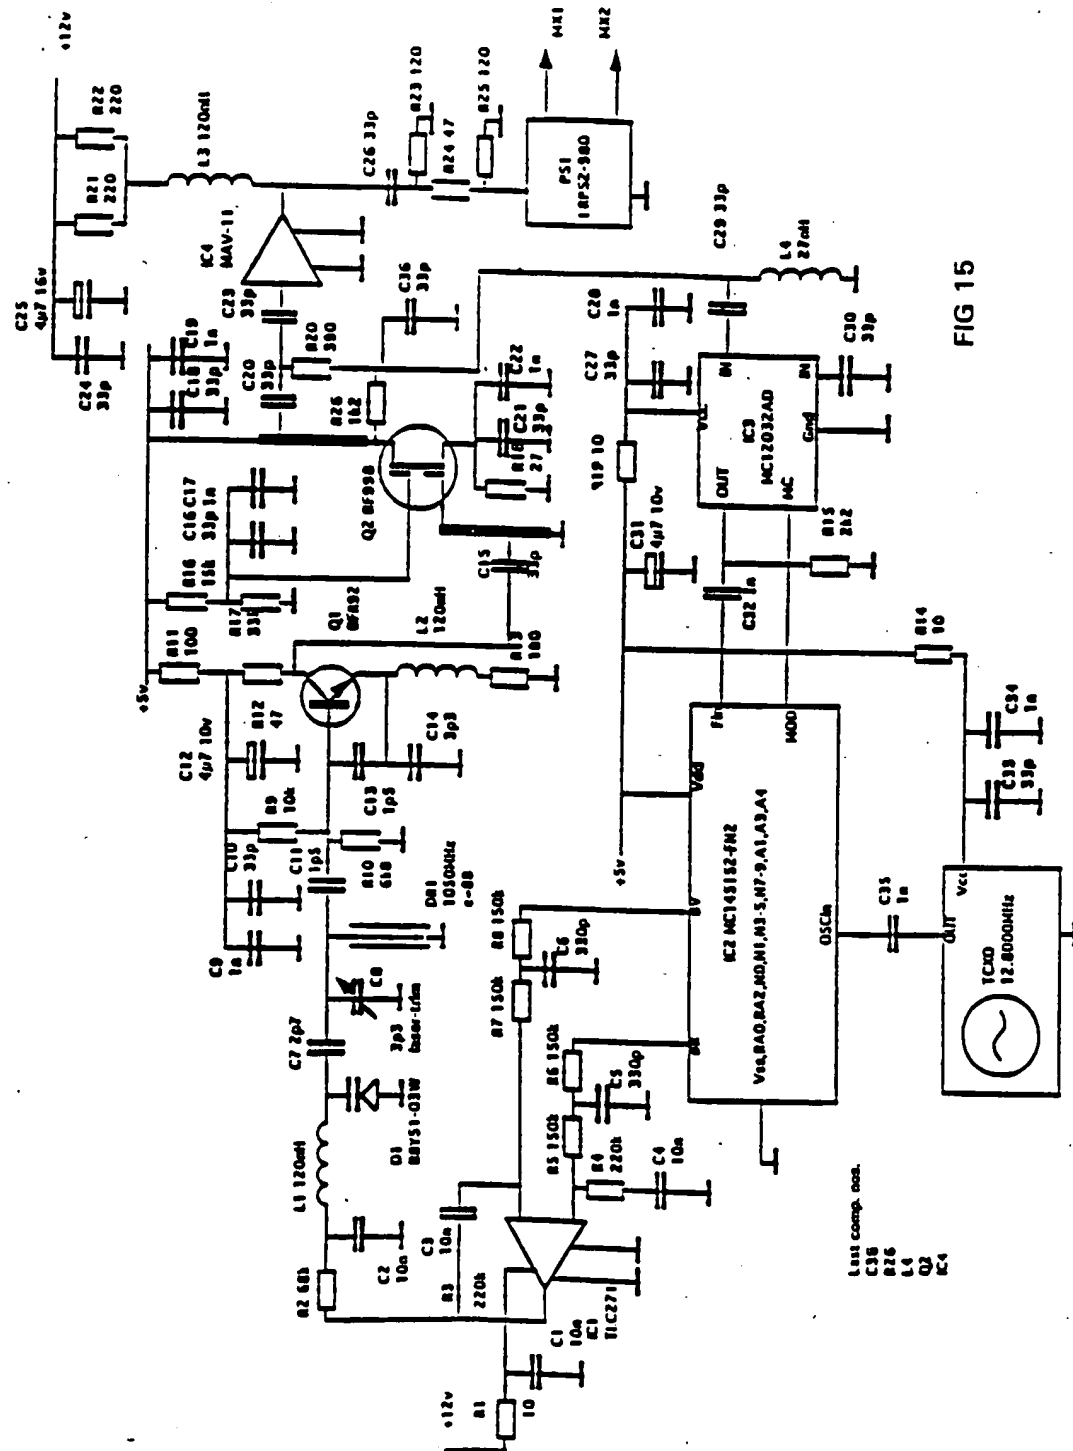 +12v
R22
220
R21
220
C25
4µ7 16v
C24
33p
L3 120nH
IC4
MAV-11
C26 33p
R23 120
R24 47
R25 120
PS1
MX1
MX2
C19
1n
C18
33p
C23
33p
C20
33p
R20
390
C36
33p
R26
1k2
C22
1n
C21
33p
R18
27
Q2 BF998
C16 C17
33p 1n
R16
15k
R17
33k
Q1
BFR92
L2
120nH
C15
33p
+5v
R11
100
R12
47
C12
4µ7 10v
R9
10k
C10
33p
C9
1n
C11
1p5
R10
6k8
C13
1p5
C14
3p3
R13
180
DR1
1050MHz
e-88
C8
3p3
laser-trim
C7 2p7
D1
BBY51-03W
L1 120nH
C2
10n
R2 68k
C3
10n
R3
220k
+12v
R1
10
C1
10n
IC1
TLC271
R8 150k
C6
330p
R7 150k
R6 150k
C5
330p
R5 150k
R4
220k
C4
10n
+5v
IC2 MC145152-FN2
Vss,RA0,RA2,N0,N1,N3-5,N7-9,A1,A3,A4
Vdd
Fin
MOD
OSCin
C35
1n
OUT
Vcc
TCXO
12.8000MHz
C33
33p
C34
1n
R14
10
R15
2k2
C32 1n
C31
4µ7 10v
R19 10
C27
33p
C28
1n
Vcc
IN
OUT
IC3
MC12032AD
MC
Gnd
IN
C29 33p
L4
27nH
C30
33p
Last comp. nos.
C36
R26
L4
Q2
IC4
FIG 15